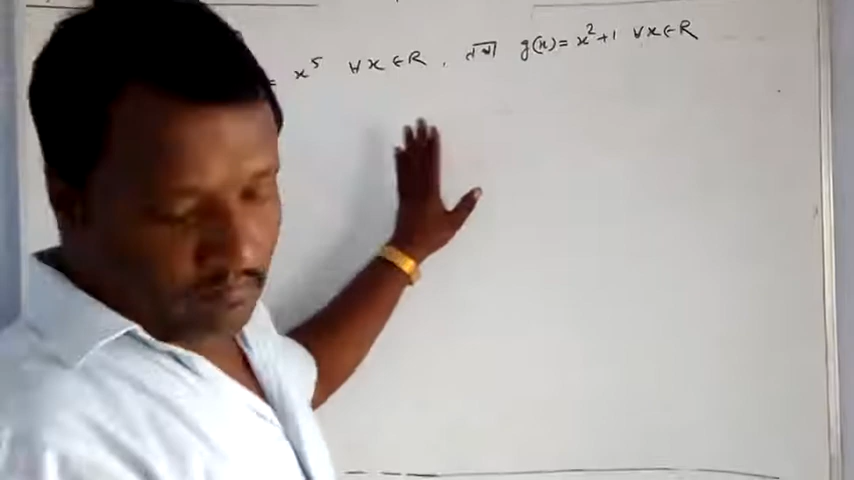 = x⁵ ∀x∈R, तथा g(x)=x²+1 ∀x∈R